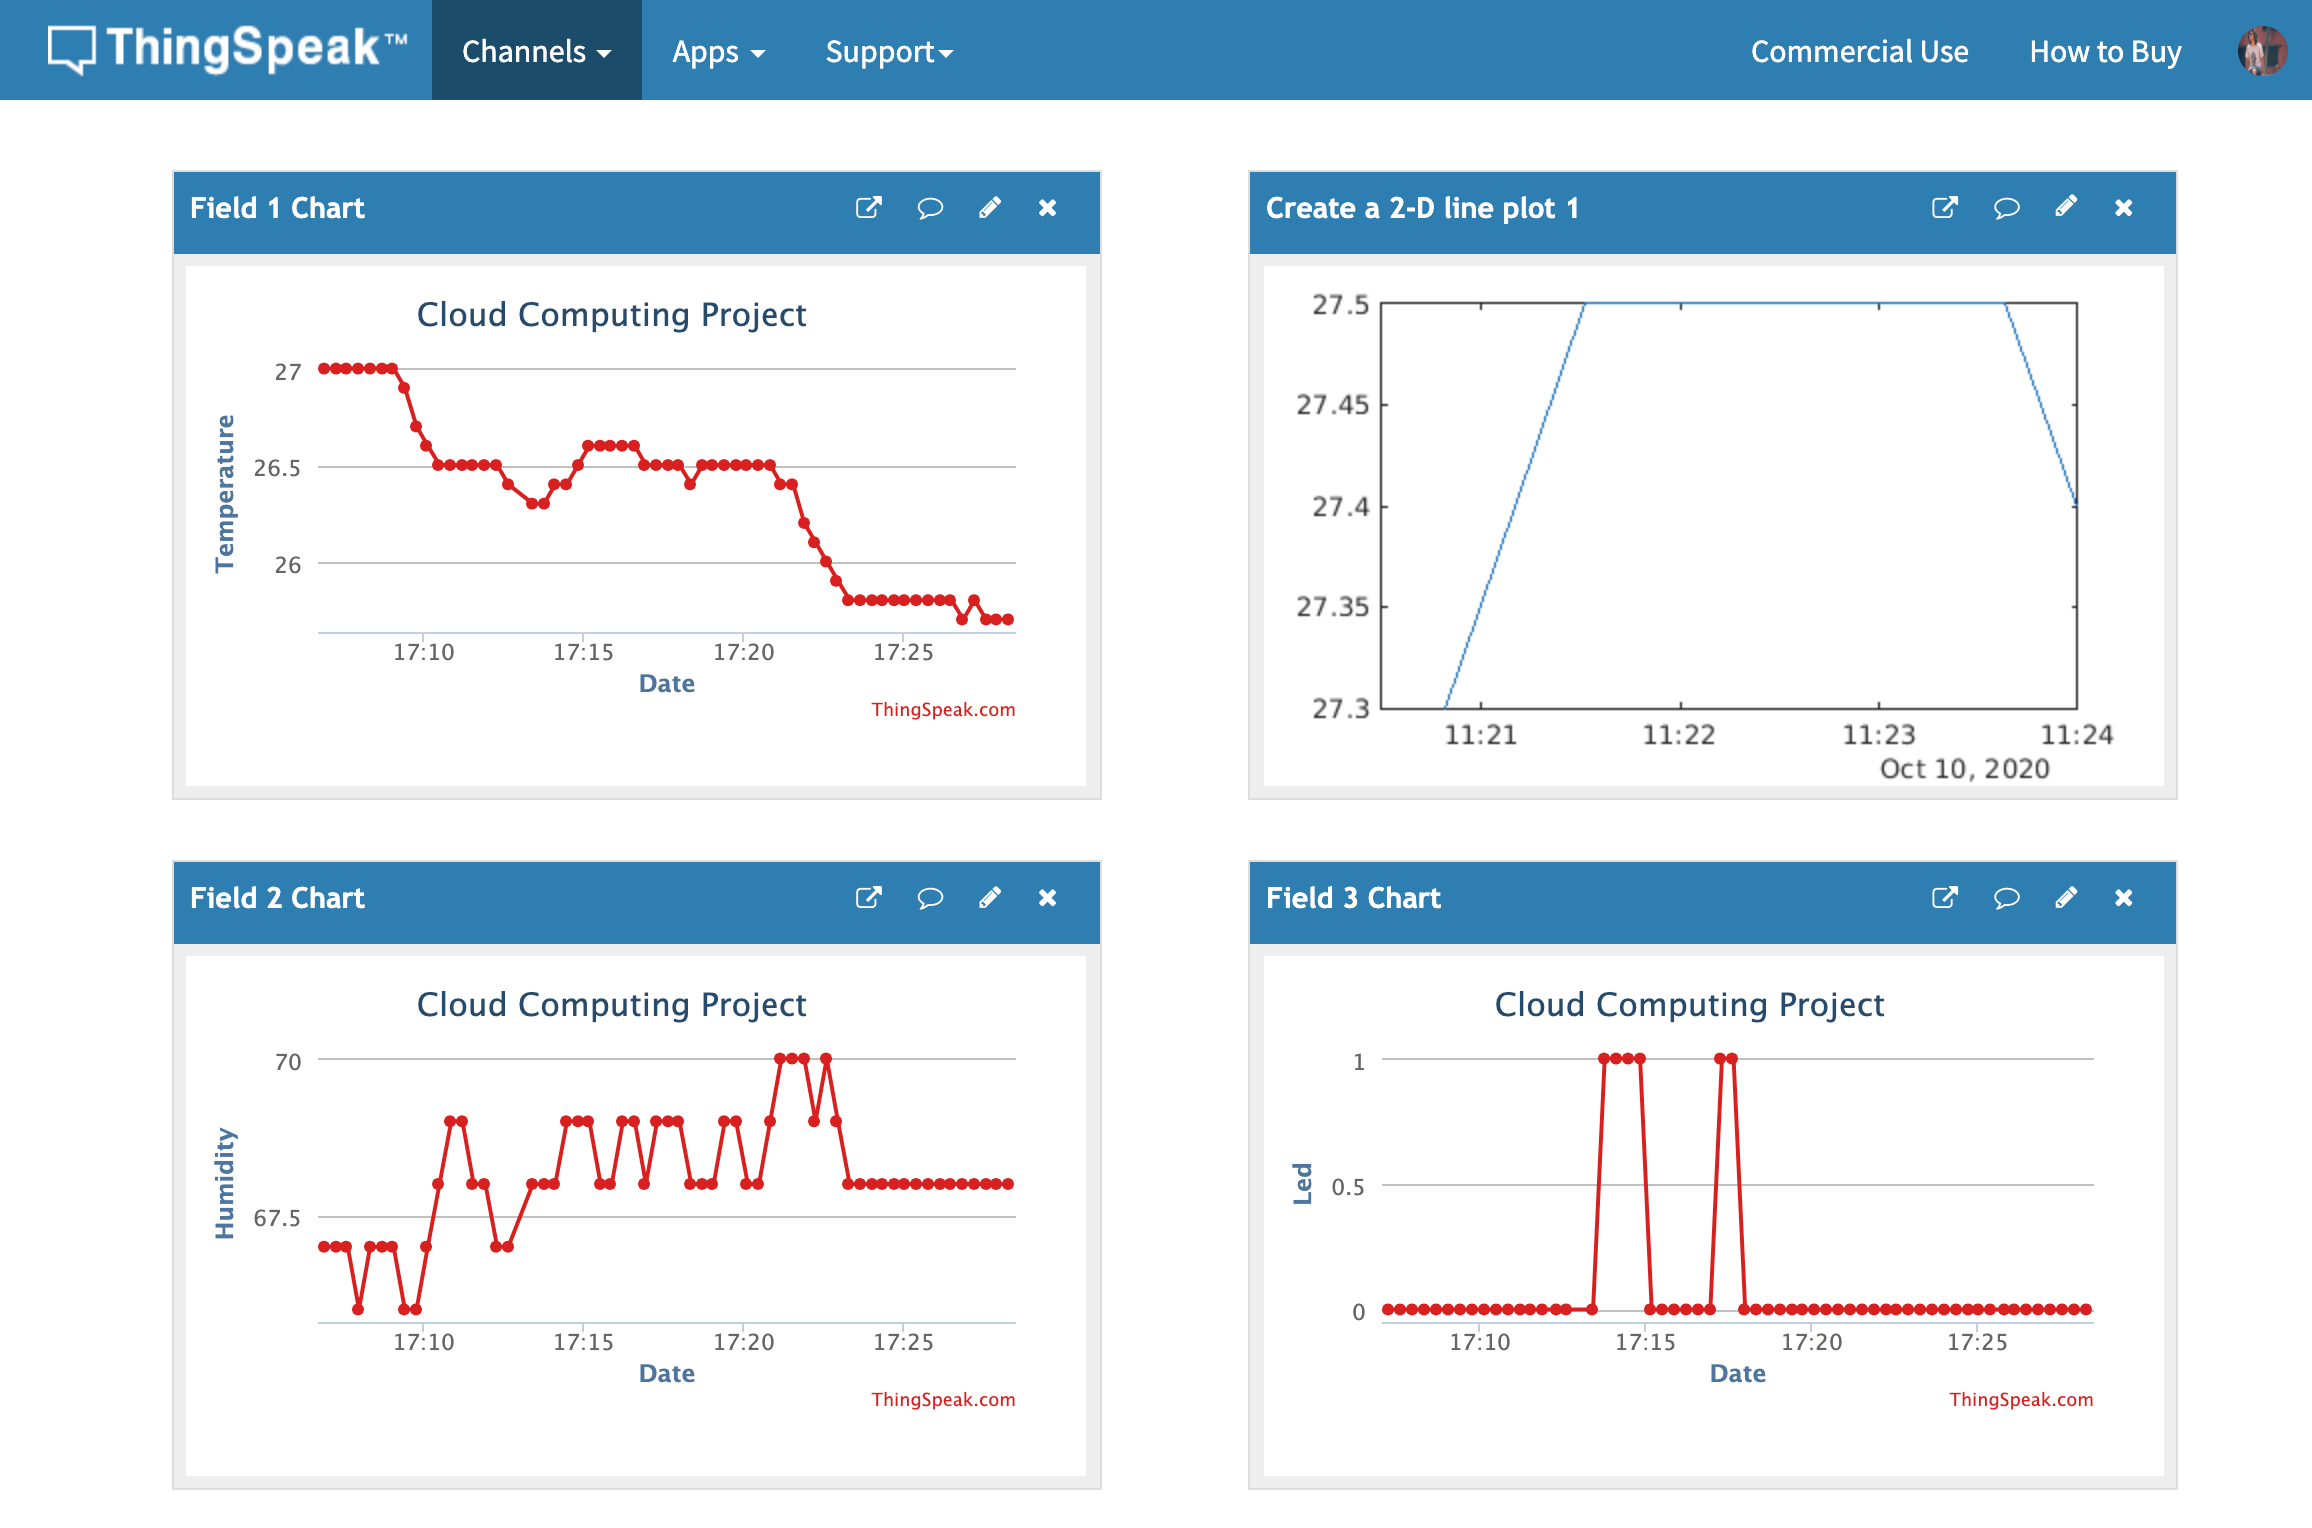 ThingSpeak™ Channels Apps Support Commercial Use How to Buy
Field 1 Chart
Cloud Computing Project
Temperature
27
26.5
26
17:10 17:15 17:20 17:25
Date
ThingSpeak.com
Create a 2-D line plot 1
27.5
27.45
27.4
27.35
27.3
11:21 11:22 11:23 11:24
Oct 10, 2020
Field 2 Chart
Cloud Computing Project
Humidity
70
67.5
17:10 17:15 17:20 17:25
Date
ThingSpeak.com
Field 3 Chart
Cloud Computing Project
Led
1
0.5
0
17:10 17:15 17:20 17:25
Date
ThingSpeak.com